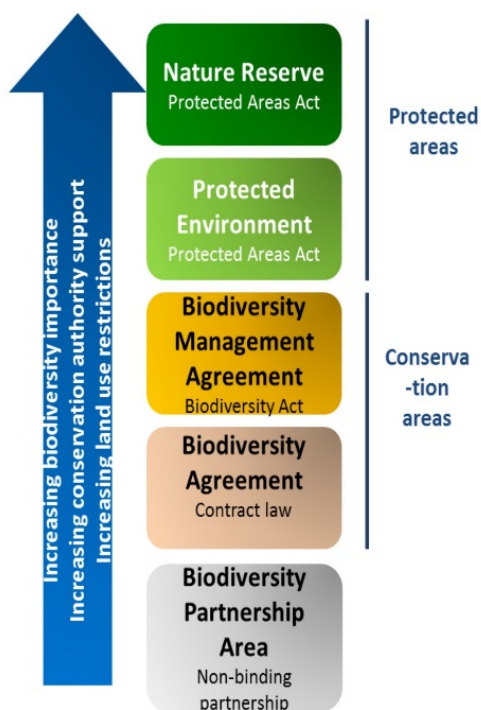 Nature Reserve
Protected Areas Act
Protected
Environment
Protected Areas Act
Biodiversity
Management
Agreement
Biodiversity Act
Biodiversity
Agreement
Contract law
Biodiversity
Partnership
Area
Non-binding
partnership
Protected
areas
Conserva
-tion
areas
Increasing biodiversity importance
Increasing conservation authority support
Increasing land use restrictions